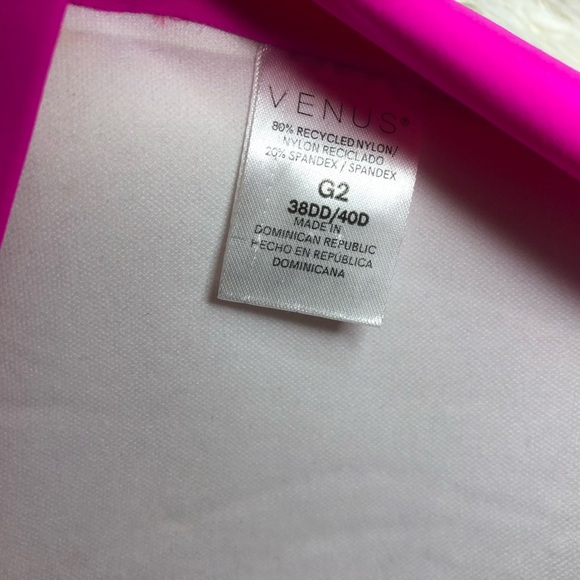 VENUS®
80% RECYCLED NYLON/
NYLON RECICLADO
20% SPANDEX / SPANDEX
G2
38DD/40D
MADE IN
DOMINICAN REPUBLIC
HECHO EN REPÚBLICA
DOMINICANA